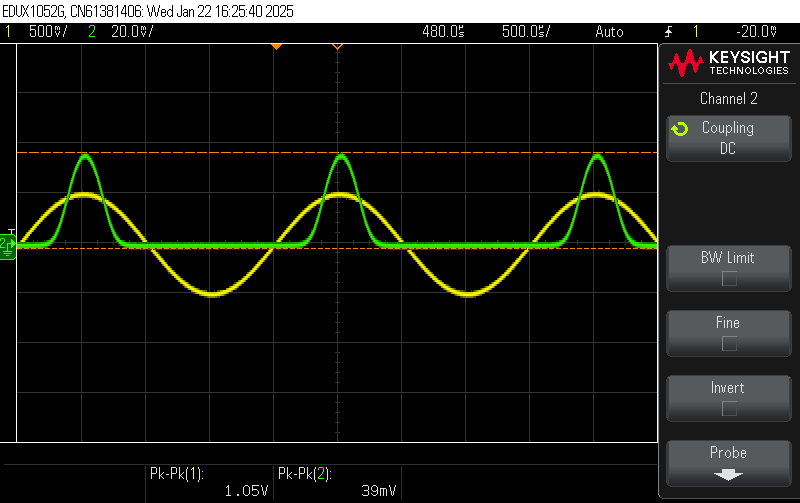 EDUX1052G, CN61381406: Wed Jan 22 16:25:40 2025
1 500mV/ 2 20.0mV/ 480.0us 500.0us/ Auto 1 -20.0mV
KEYSIGHT
TECHNOLOGIES
Channel 2
Coupling
DC
T
2
BW Limit
Fine
Invert
Probe
Pk-Pk(1): Pk-Pk(2):
1.05V 39mV